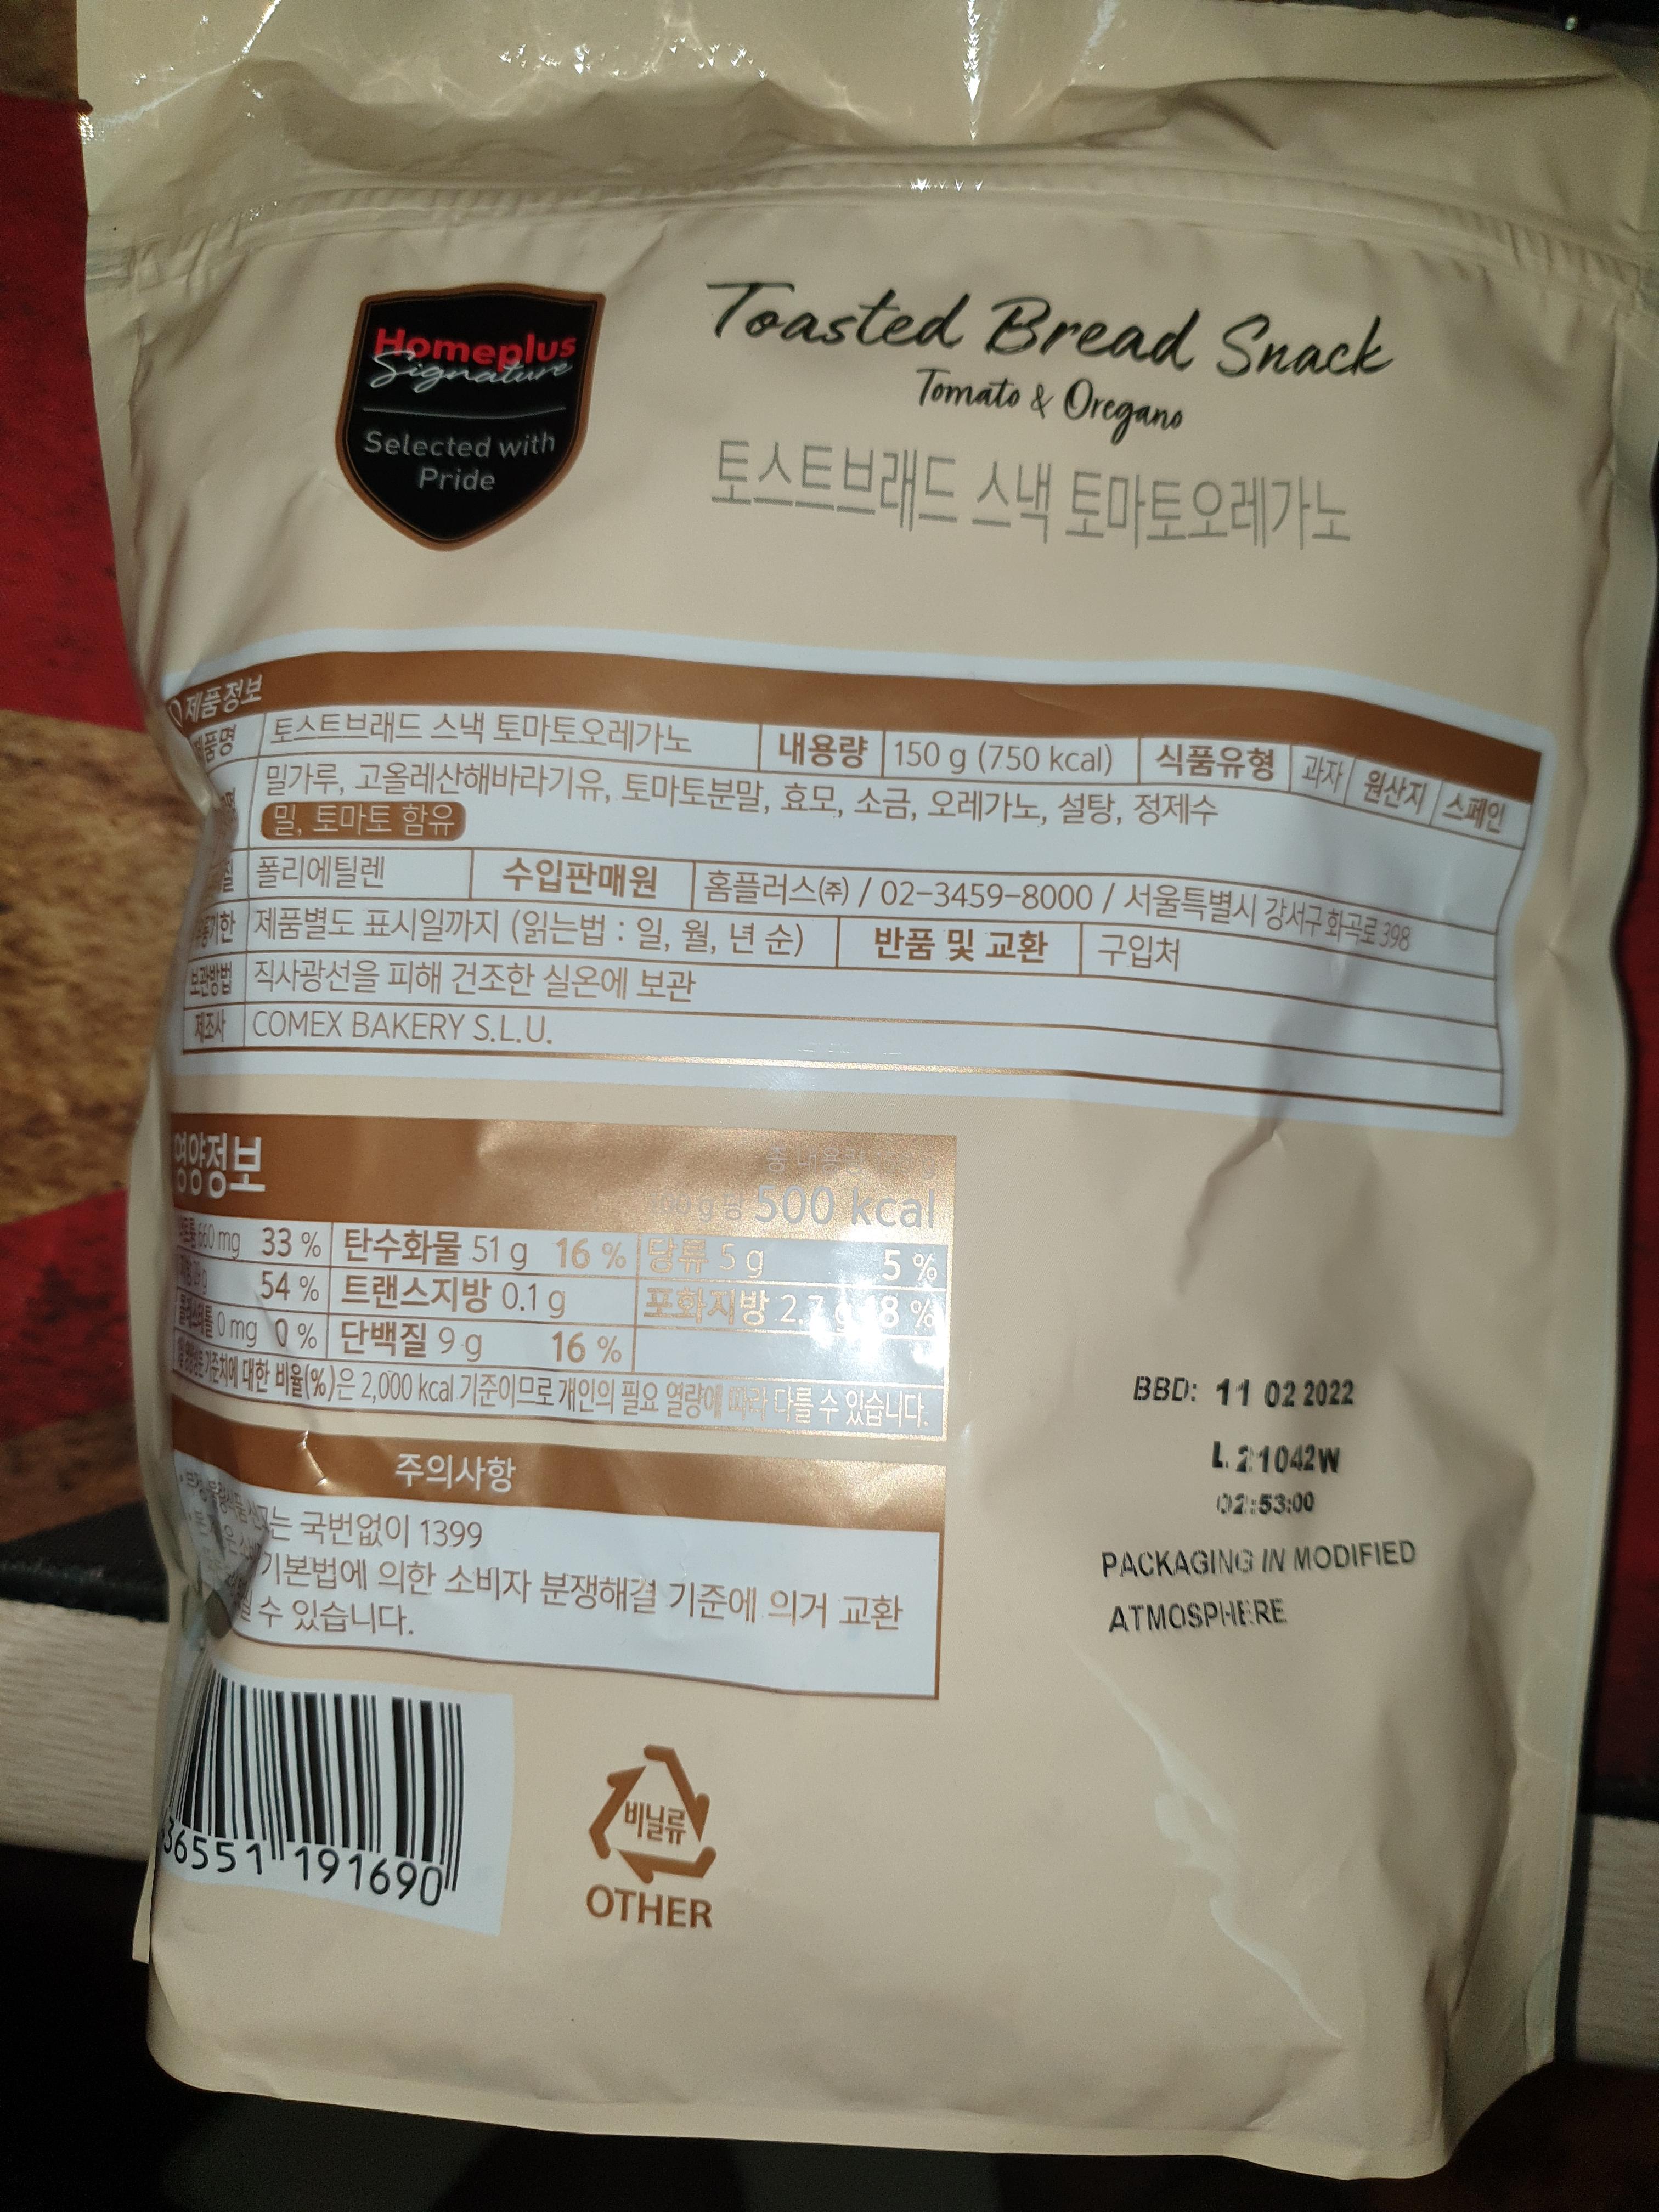 Homeplus
Signature
Selected with
Pride
Toasted Bread Snack
Tomato & Oregano
토스트브래드 스낵 토마토오레가노
제품정보
제품명 토스트브래드 스낵 토마토오레가노 내용량 150 g (750 kcal) 식품유형 과자 원산지 스페인
밀가루, 고올레산해바라기유, 토마토분말, 효모, 소금, 오레가노, 설탕, 정제수
밀, 토마토 함유
폴리에틸렌 수입판매원 홈플러스㈜ / 02-3459-8000 / 서울특별시 강서구 화곡로 398
제품별도 표시일까지 (읽는법 : 일, 월, 년 순) 반품 및 교환 구입처
보관방법 직사광선을 피해 건조한 실온에 보관
제조사 COMEX BAKERY S.L.U.
영양정보
총 내용량
500 kcal
660 mg 33 % 탄수화물 51 g 16 % 당류 5 g 5 %
54 % 트랜스지방 0.1 g 포화지방
0 mg 0 % 단백질 9 g 16 %
기준치에 대한 비율(%)은 2,000 kcal 기준이므로 개인의 필요 열량에 따라 다를 수 있습니다.
주의사항
국번없이 1399
기본법에 의한 소비자 분쟁해결 기준에 의거 교환
수 있습니다.
BBD: 11 02 2022
L 21042W
02:53:00
PACKAGING IN MODIFIED
ATMOSPHERE
36551 191690
비닐류
OTHER